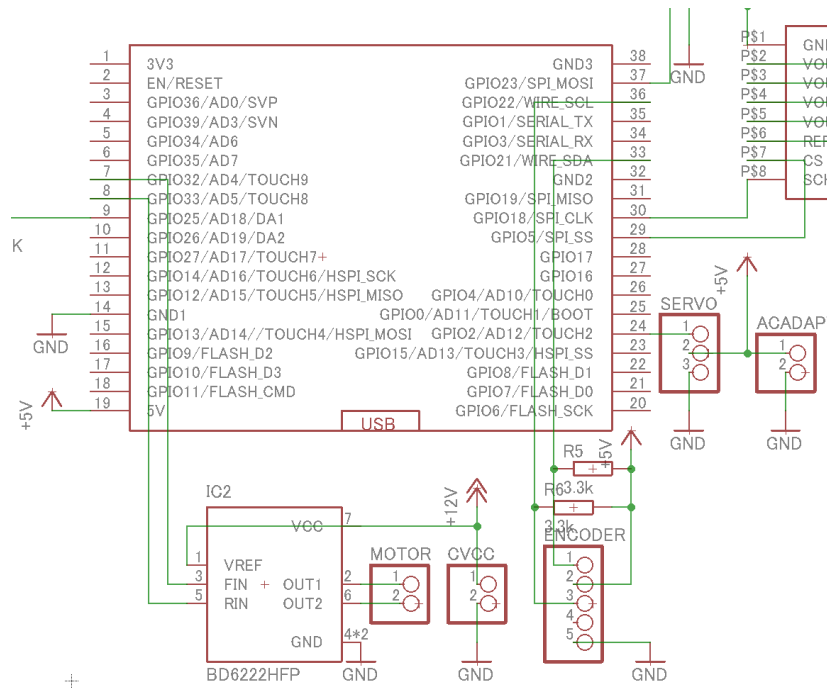 1 3V3
2 EN/RESET
3 GPIO36/AD0/SVP
4 GPIO39/AD3/SVN
5 GPIO34/AD6
6 GPIO35/AD7
7 GPIO32/AD4/TOUCH9
8 GPIO33/AD5/TOUCH8
9 GPIO25/AD18/DA1
10 GPIO26/AD19/DA2
11 GPIO27/AD17/TOUCH7
12 GPIO14/AD16/TOUCH6/HSPI_SCK
13 GPIO12/AD15/TOUCH5/HSPI_MISO
14 GND1
15 GPIO13/AD14//TOUCH4/HSPI_MOSI
16 GPIO9/FLASH_D2
17 GPIO10/FLASH_D3
18 GPIO11/FLASH_CMD
19 5V
K
GND
+5V
GND3 38
GPIO23/SPI_MOSI 37
GPIO22/WIRE_SCL 36
GPIO1/SERIAL_TX 35
GPIO3/SERIAL_RX 34
GPIO21/WIRE_SDA 33
GND2 32
GPIO19/SPI_MISO 31
GPIO18/SPI_CLK 30
GPIO5/SPI_SS 29
GPIO17 28
GPIO16 27
GPIO4/AD10/TOUCH0 26
GPIO0/AD11/TOUCH1/BOOT 25
GPIO2/AD12/TOUCH2 24
GPIO15/AD13/TOUCH3/HSPI_SS 23
GPIO8/FLASH_D1 22
GPIO7/FLASH_D0 21
GPIO6/FLASH_SCK 20
USB
GND
P$1 GN
P$2 VO
P$3 VO
P$4 VO
P$5 VO
P$6 REF
P$7 CS
P$8 SCK
+5V
SERVO
1
2
3
GND
ACADAP
1
2
GND
IC2
VCC 7
1 VREF
3 FIN OUT1 2
5 RIN OUT2 6
GND 4*2
BD6222HFP
GND
MOTOR
1
2
+12V
CVCC
1
2
GND
+5V
R5
3.3k
R6
3.3k
ENCODER
1
2
3
4
5
GND